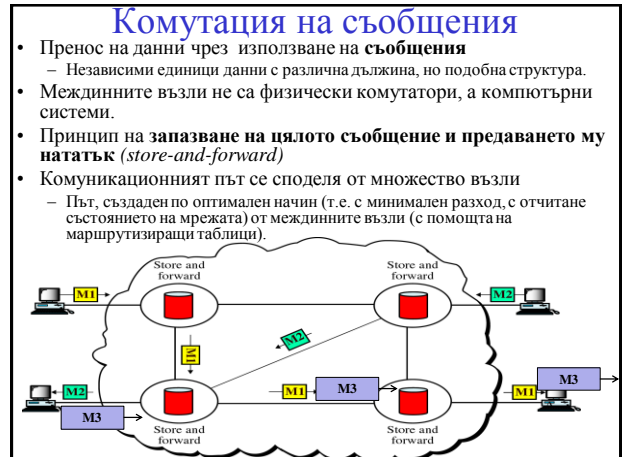 Комутация на съобщения
• Пренос на данни чрез използване на съобщения
– Независими единици данни с различна дължина, но подобна структура.
• Междинните възли не са физически комутатори, а компютърни
системи.
• Принцип на запазване на цялото съобщение и предаването му
нататък (store-and-forward)
• Комуникационният път се споделя от множество възли
– Път, създаден по оптимален начин (т.е. с минимален разход, с отчитане
състоянието на мрежата) от междинните възли (с помощта на
маршрутизиращи таблици).
Store and
forward
Store and
forward
M1
M2
M2
M1
M2
M3
M1
M3
M1
M3
Store and
forward
Store and
forward